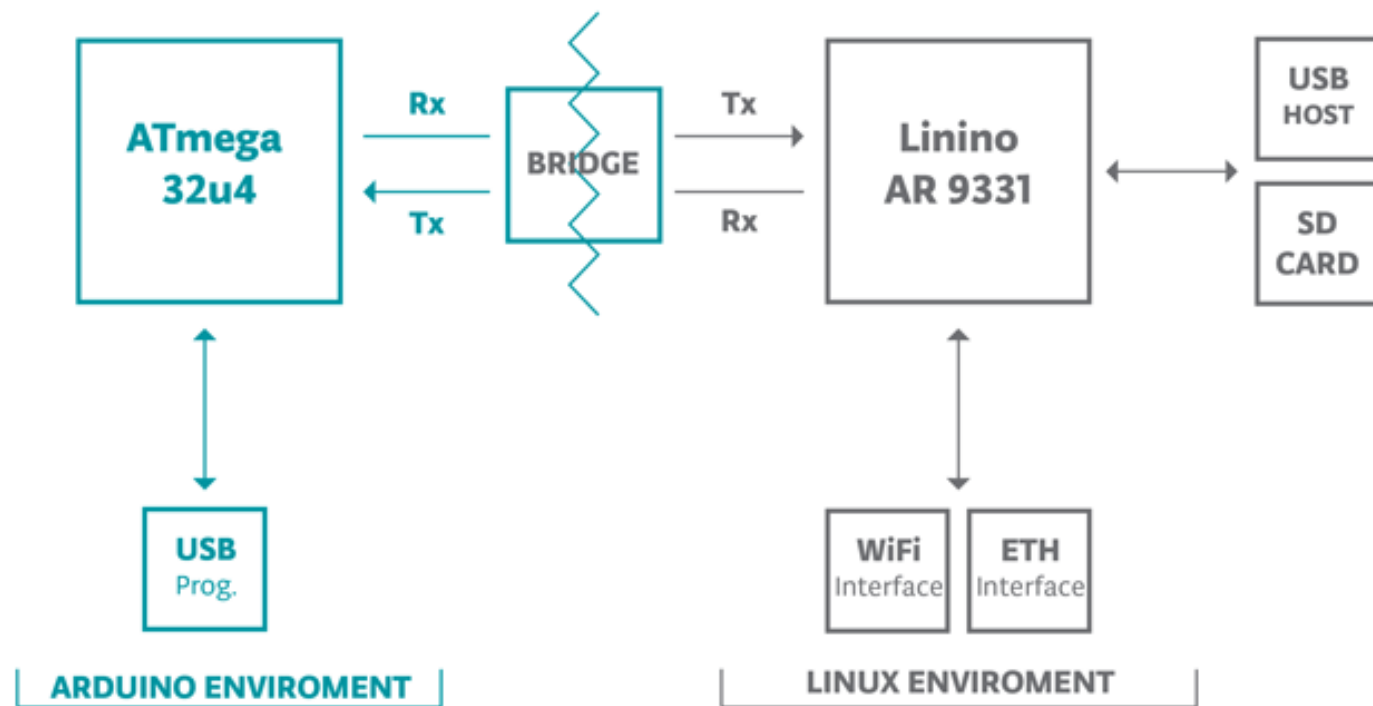 ATmega
32u4
Rx
Tx
BRIDGE
Tx
Rx
Linino
AR 9331
USB
HOST
SD
CARD
USB
Prog.
WiFi
Interface
ETH
Interface
ARDUINO ENVIROMENT
LINUX ENVIROMENT